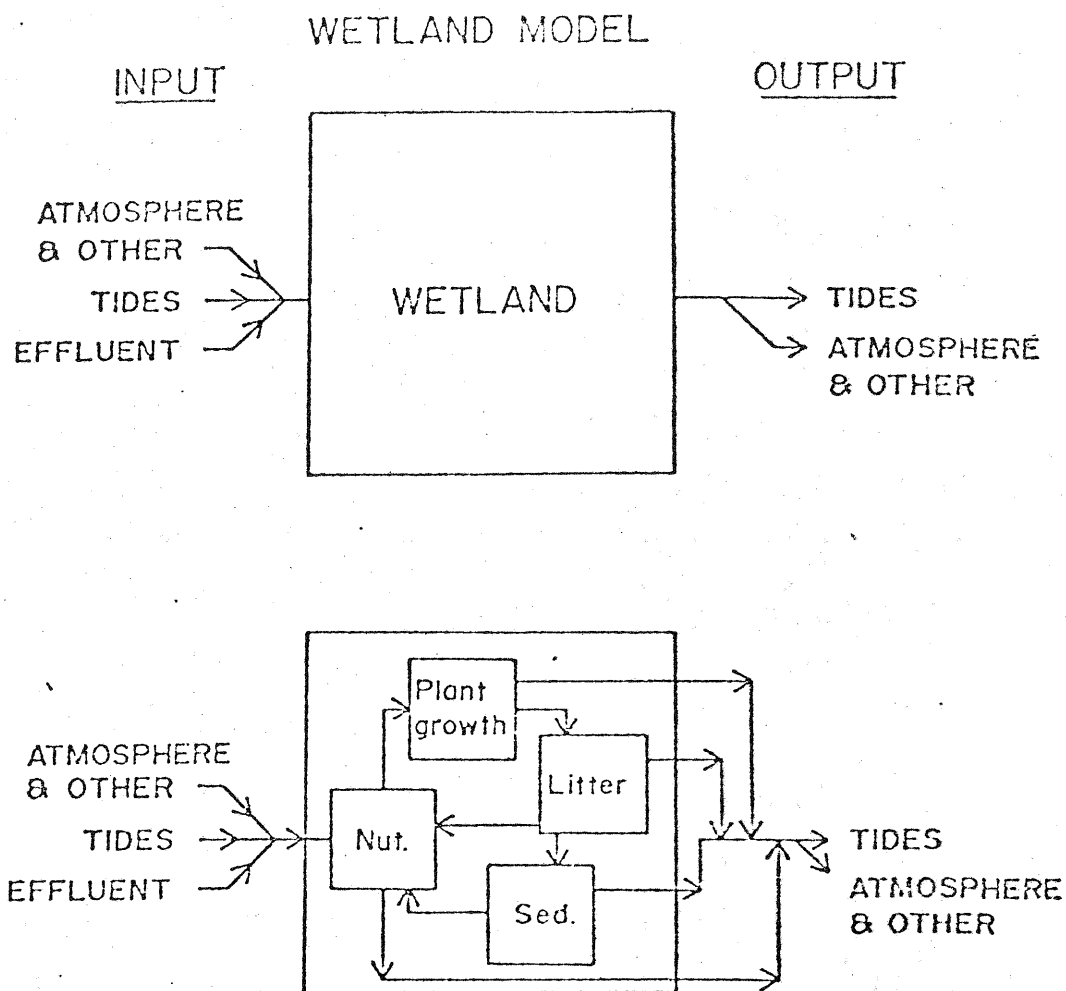 WETLAND MODEL
INPUT
OUTPUT
ATMOSPHERE
& OTHER
TIDES
EFFLUENT
WETLAND
TIDES
ATMOSPHERE
& OTHER
Plant
growth
Litter
Nut.
Sed.
ATMOSPHERE
& OTHER
TIDES
EFFLUENT
TIDES
ATMOSPHERE
& OTHER